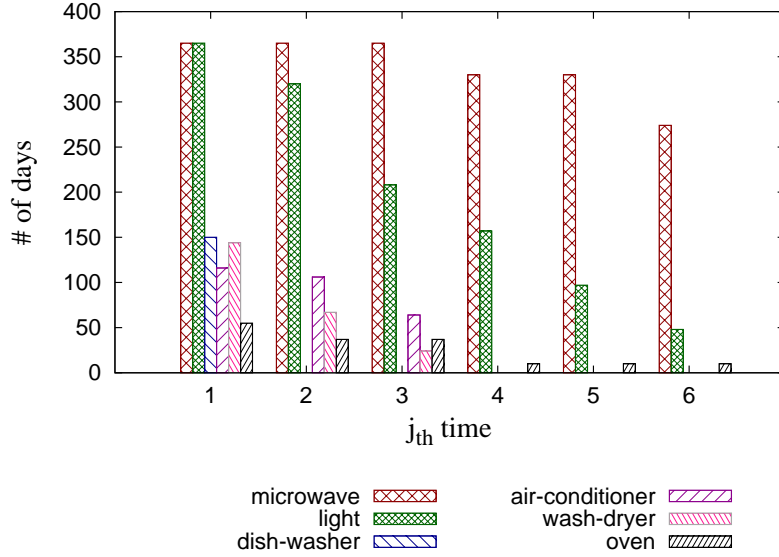 400
350
300
250
200
150
100
50
0
# of days
1 2 3 4 5 6
jth time
microwave air-conditioner
light wash-dryer
dish-washer oven